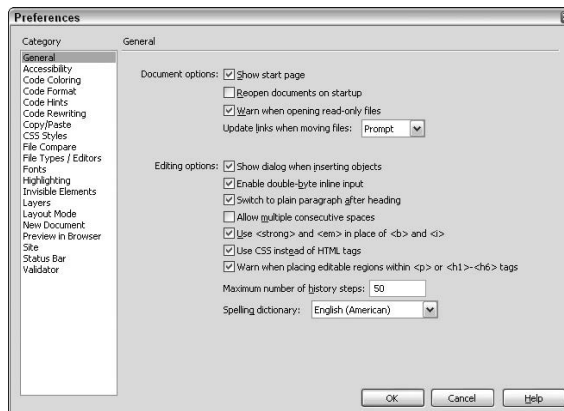 Preferences
Category
General
General
Accessibility
Code Coloring
Code Format
Code Hints
Code Rewriting
Copy/Paste
CSS Styles
File Compare
File Types / Editors
Fonts
Highlighting
Invisible Elements
Layers
Layout Mode
New Document
Preview in Browser
Site
Status Bar
Validator
Document options: Show start page
Reopen documents on startup
Warn when opening read-only files
Update links when moving files: Prompt
Editing options: Show dialog when inserting objects
Enable double-byte inline input
Switch to plain paragraph after heading
Allow multiple consecutive spaces
Use <strong> and <em> in place of <b> and <i>
Use CSS instead of HTML tags
Warn when placing editable regions within <p> or <h1>-<h6> tags
Maximum number of history steps: 50
Spelling dictionary: English (American)
OK Cancel Help